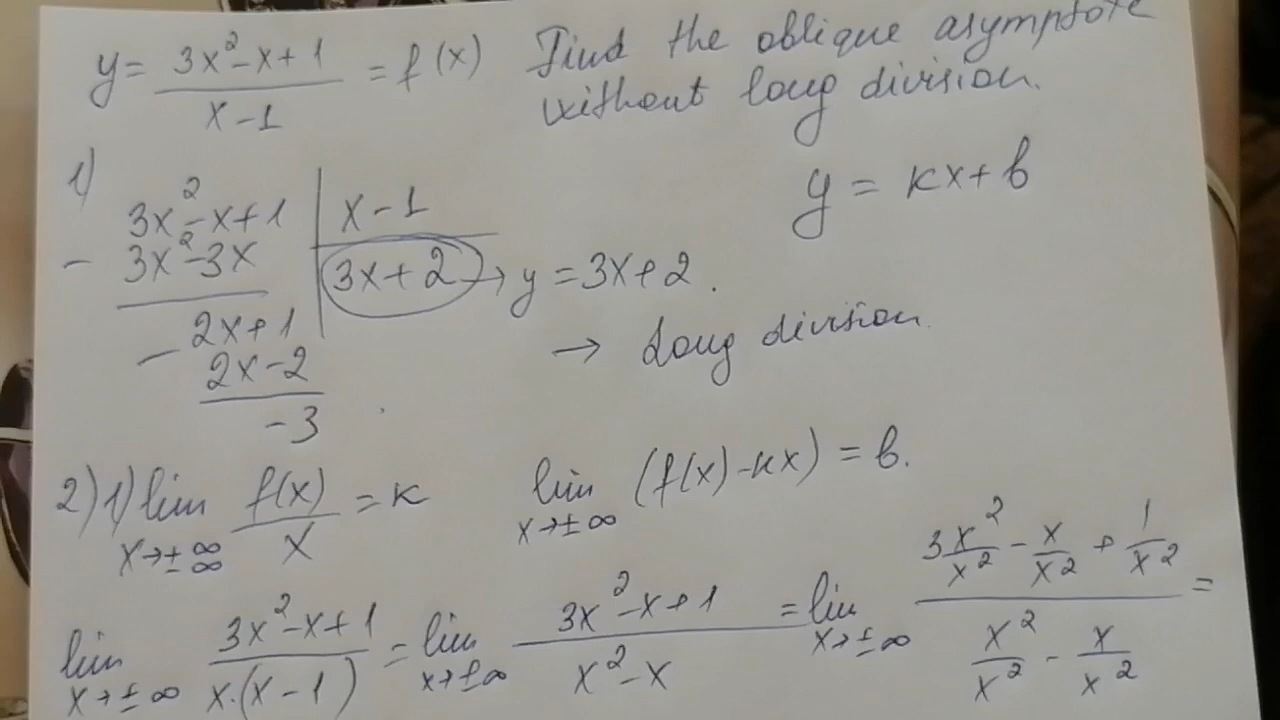 y = (3x² - x + 1)/(x - 1) = f(x) Find the oblique asymptote
without long division.
1)
y = kx + b
3x² - x + 1 | x - 1
- 3x² - 3x | 3x + 2 → y = 3x + 2.
2x + 1
→ Long division.
- 2x - 2
-3
2) 1) lim x→±∞ f(x)/x = k lim x→±∞ (f(x) - kx) = b.
lim x→±∞ (3x² - x + 1)/(x·(x - 1)) = lim x→±∞ (3x² - x + 1)/(x² - x) = lim x→±∞ (3x²/x² - x/x² + 1/x²)/(x²/x² - x/x²) =